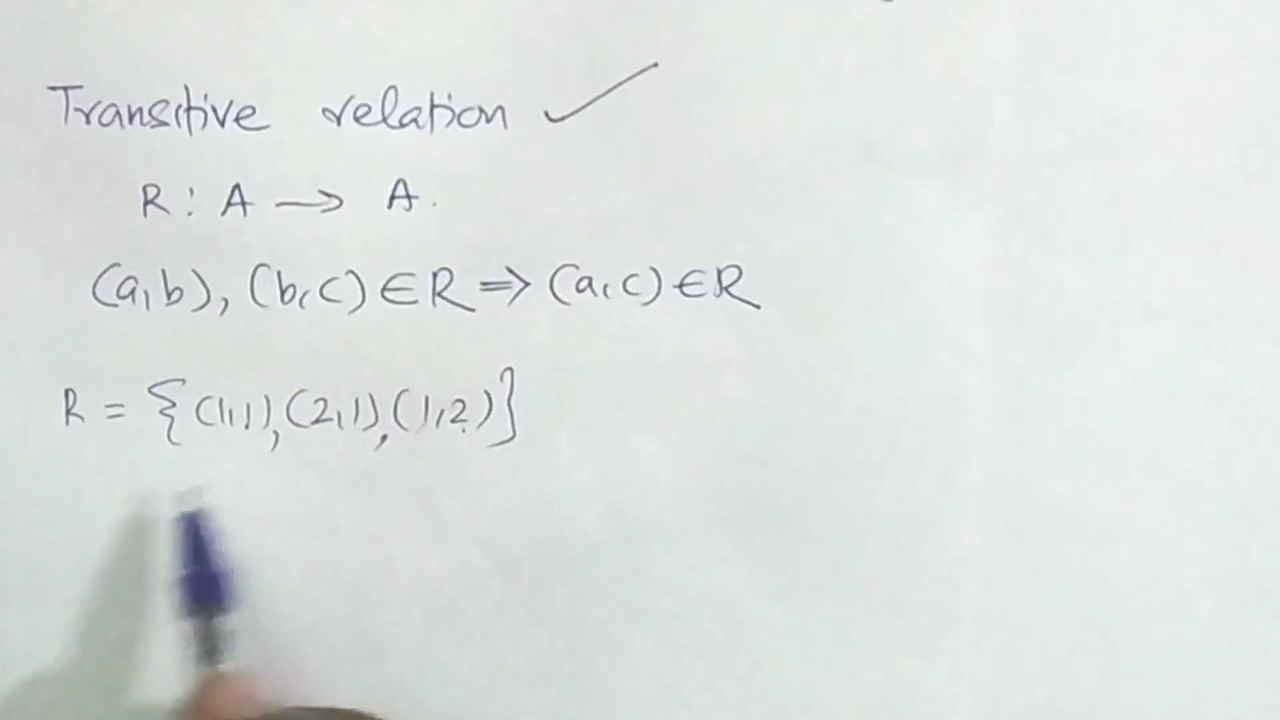 Transitive relation ✓
R : A → A.
(a,b), (b,c) ∈ R ⇒ (a,c) ∈ R
R = {(1,1), (2,1), (1,2)}